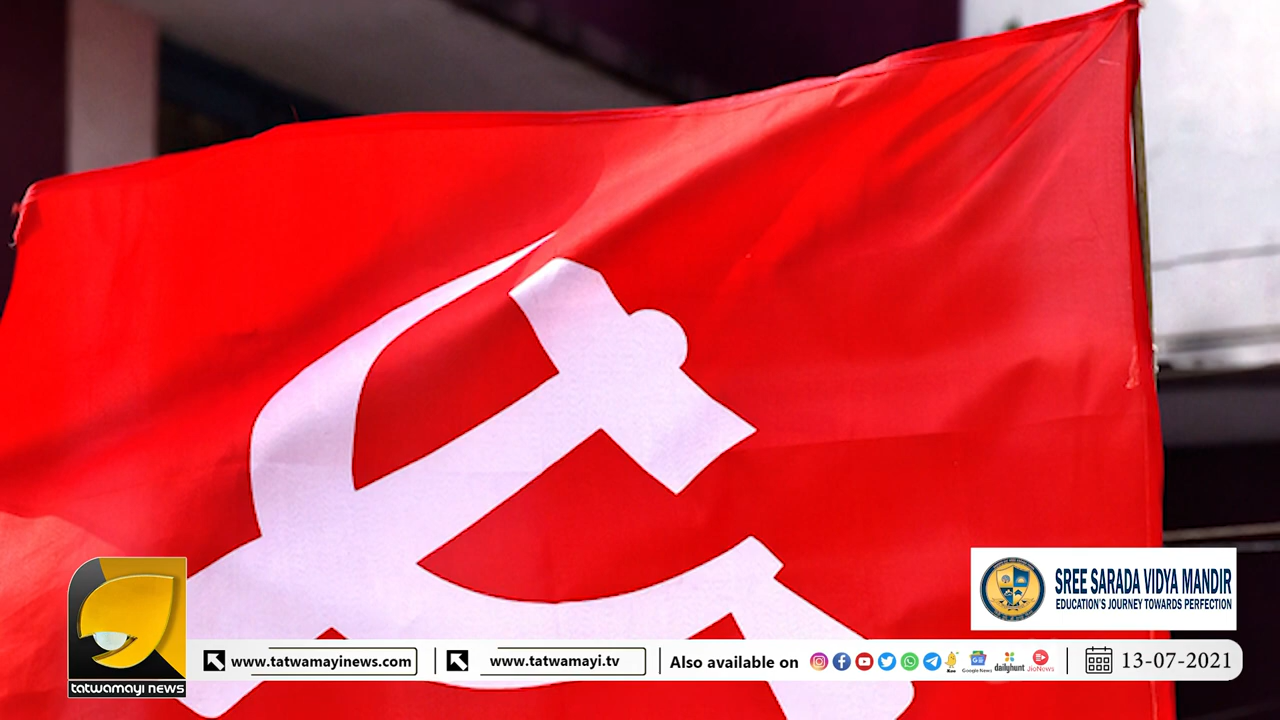 SREE SARADA VIDYA MANDIR
EDUCATION'S JOURNEY TOWARDS PERFECTION
tatwamayi news
www.tatwamayinews.com
www.tatwamayi.tv
Also available on
Google News
dailyhunt
JioNews
13-07-2021